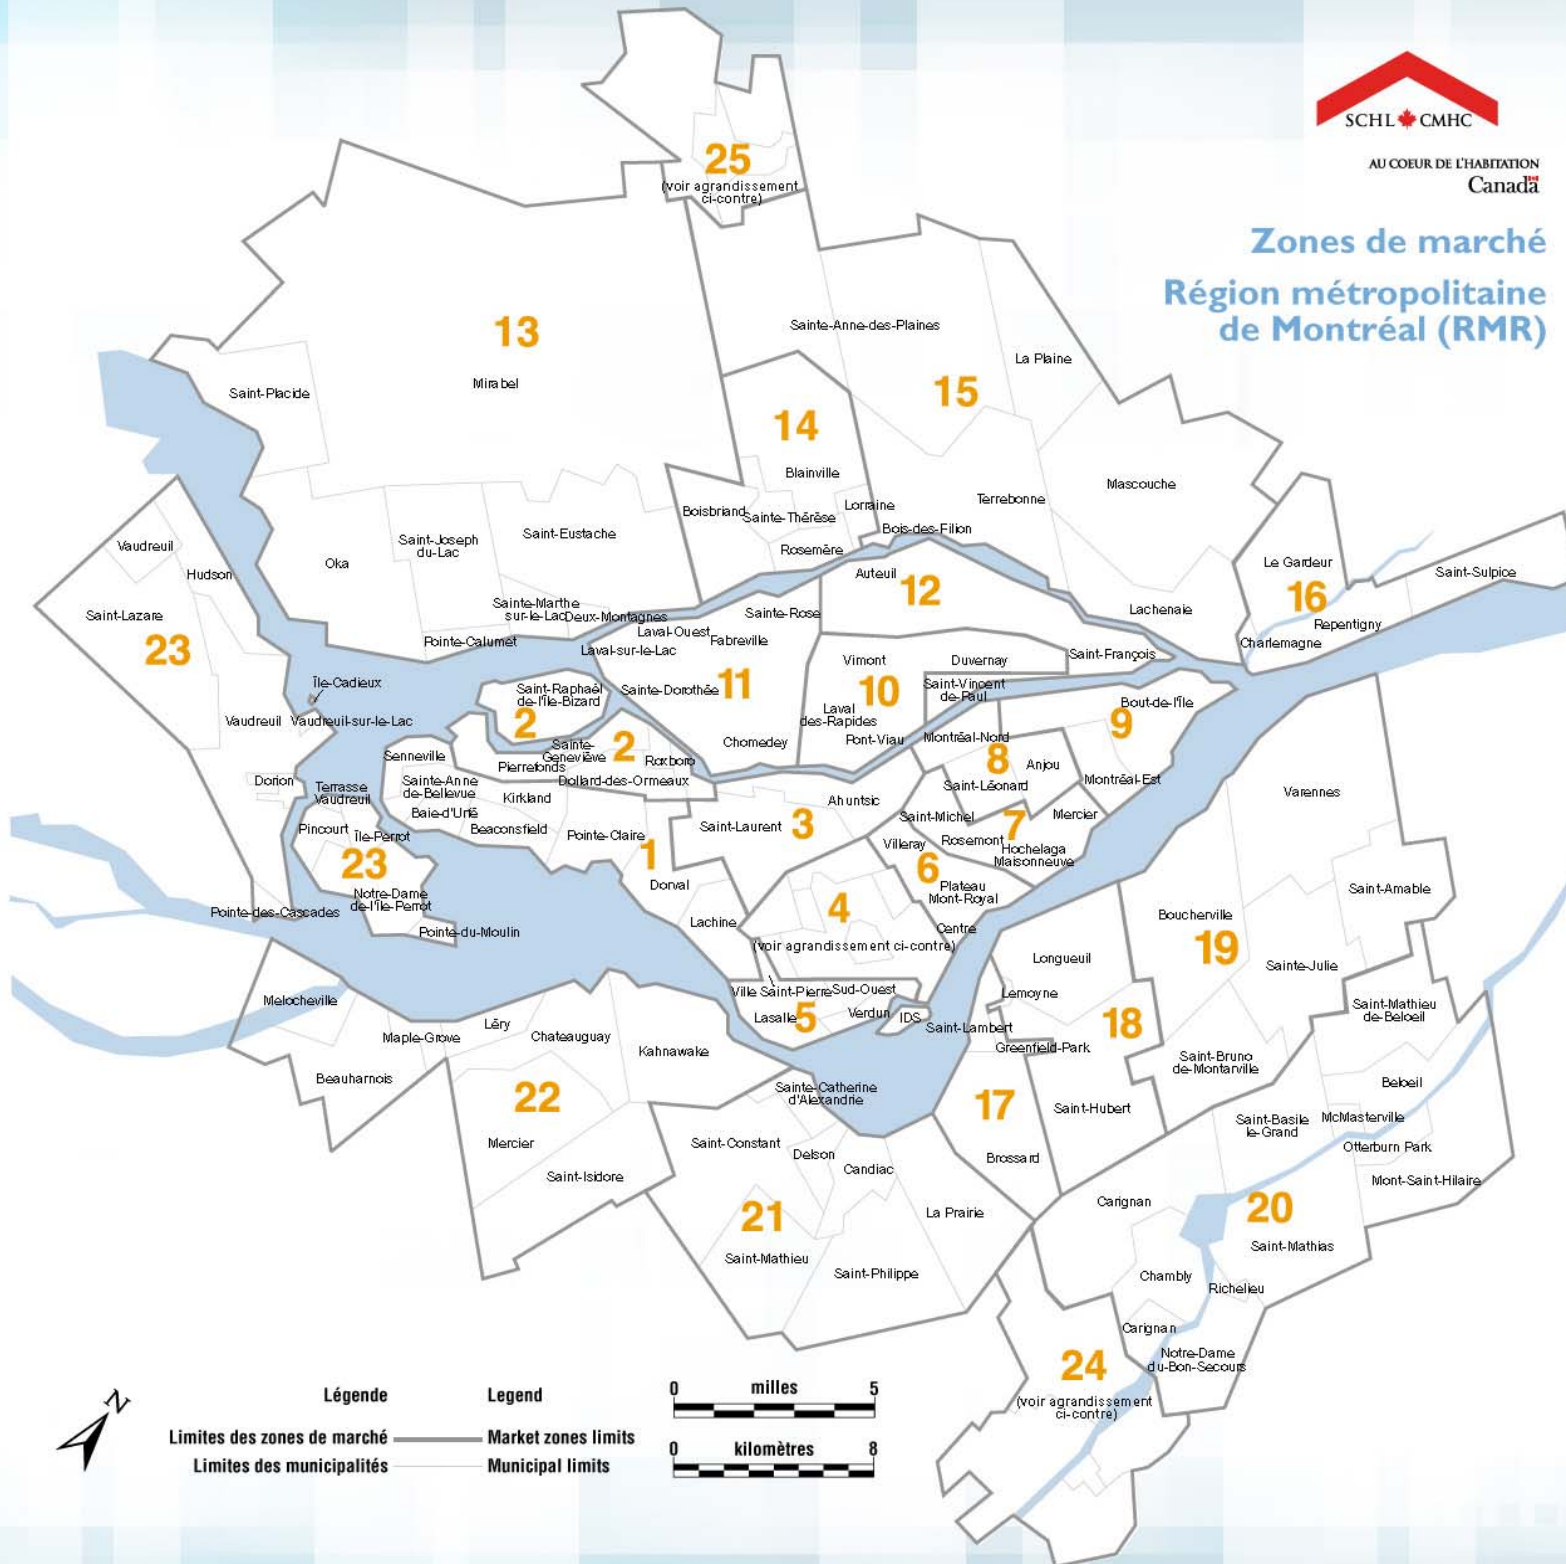 SCHL CMHC
AU COEUR DE L'HABITATION
Canada
Zones de marché
Région métropolitaine
de Montréal (RMR)
25
(voir agrandissement
ci-contre)
13
Mirabel
Saint-Placide
Sainte-Anne-des-Plaines
La Plaine
15
14
Blainville
Boisbriand
Sainte-Thérèse
Lorraine
Rosemère
Bois-des-Filion
Terrebonne
Mascouche
Lachenaie
Le Gardeur
16
Saint-Sulpice
Repentigny
Charlemagne
Oka
Saint-Joseph
du-Lac
Saint-Eustache
Sainte-Marthe
sur-le-Lac
Deux-Montagnes
Pointe-Calumet
Vaudreuil
Hudson
Saint-Lazare
23
Île-Cadieux
Vaudreuil
Vaudreuil-sur-le-Lac
Dorion
Terrasse
Vaudreuil
Pincourt
Île-Perrot
23
Notre-Dame
de-l'Île-Perrot
Pointe-des-Cascades
Pointe-du-Moulin
Auteuil
12
Sainte-Rose
Laval-Ouest
Fabreville
Laval-sur-le-Lac
Sainte-Dorothée
11
Chomedey
Vimont
Duvernay
Saint-François
10
Saint-Vincent
de-Paul
Laval
des-Rapides
Pont-Viau
Saint-Raphaël
de-l'Île-Bizard
2
Sainte-
Geneviève
2
Roxboro
Pierrefonds
Dollard-des-Ormeaux
Senneville
Sainte-Anne
de-Bellevue
Kirkland
Baie-d'Urfé
Beaconsfield
Pointe-Claire
1
Dorval
Lachine
Ahuntsic
Saint-Laurent
3
Montréal-Nord
8
Anjou
Saint-Léonard
Bout-de-l'Île
9
Montréal-Est
Saint-Michel
7
Mercier
Rosemont
Hochelaga
Maisonneuve
Villeray
6
Plateau
Mont-Royal
Centre
4
(voir agrandissement ci-contre)
Ville Saint-Pierre
Sud-Ouest
Lasalle
5
Verdun
IDS
Varennes
Saint-Amable
Boucherville
19
Sainte-Julie
Saint-Bruno
de-Montarville
Longueuil
Lemoyne
18
Saint-Lambert
Greenfield-Park
Saint-Hubert
17
Brossard
Saint-Mathieu
de-Beloeil
Beloeil
McMasterville
Saint-Basile
le-Grand
Otterburn Park
Mont-Saint-Hilaire
Carignan
20
Saint-Mathias
Chambly
Richelieu
Carignan
Notre-Dame
du-Bon-Secours
24
(voir agrandissement
ci-contre)
Melocheville
Maple-Grove
Léry
Chateauguay
Kahnawake
Beauharnois
22
Mercier
Saint-Isidore
Sainte-Catherine
d'Alexandrie
Saint-Constant
Delson
Candiac
21
La Prairie
Saint-Mathieu
Saint-Philippe
N
Légende
Legend
Limites des zones de marché
Market zones limits
Limites des municipalités
Municipal limits
0 milles 5
0 kilomètres 8